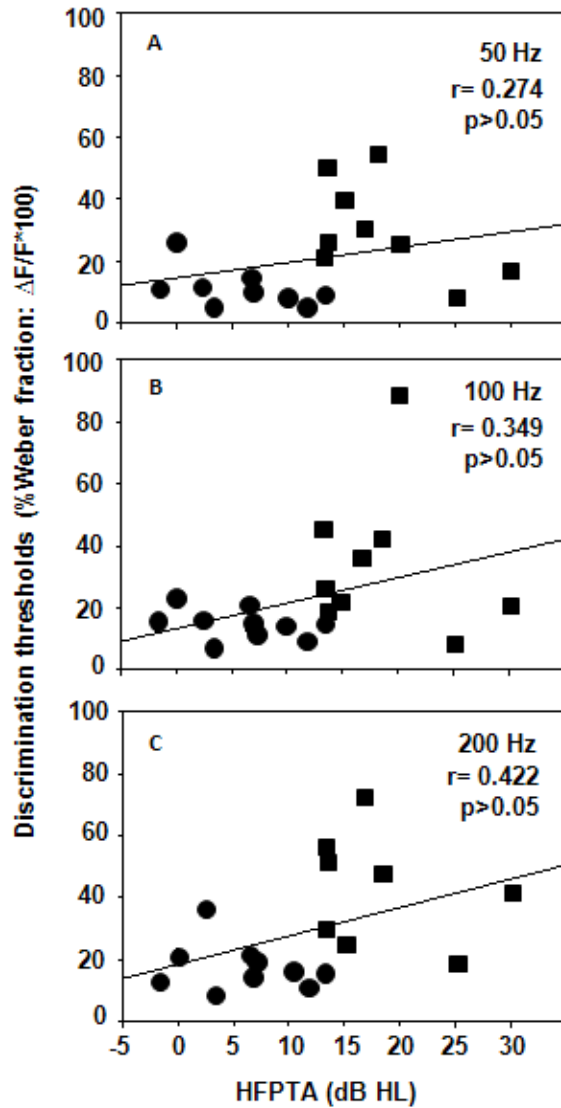 Discrimination thresholds (%Weber fraction: ΔF/F*100)
100
80
60
40
20
0
A
50 Hz
r= 0.274
p>0.05
100
80
60
40
20
0
B
100 Hz
r= 0.349
p>0.05
100
80
60
40
20
0
C
200 Hz
r= 0.422
p>0.05
-5 0 5 10 15 20 25 30
HFPTA (dB HL)